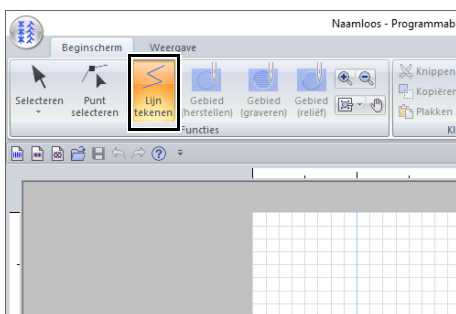 Naamloos - Programmab
Beginscherm Weergave
Selecteren
Punt selecteren
Lijn tekenen
Gebied (herstellen)
Gebied (graveren)
Gebied (reliëf)
Knippen
Kopiëren
Plakken
Functies
Kl